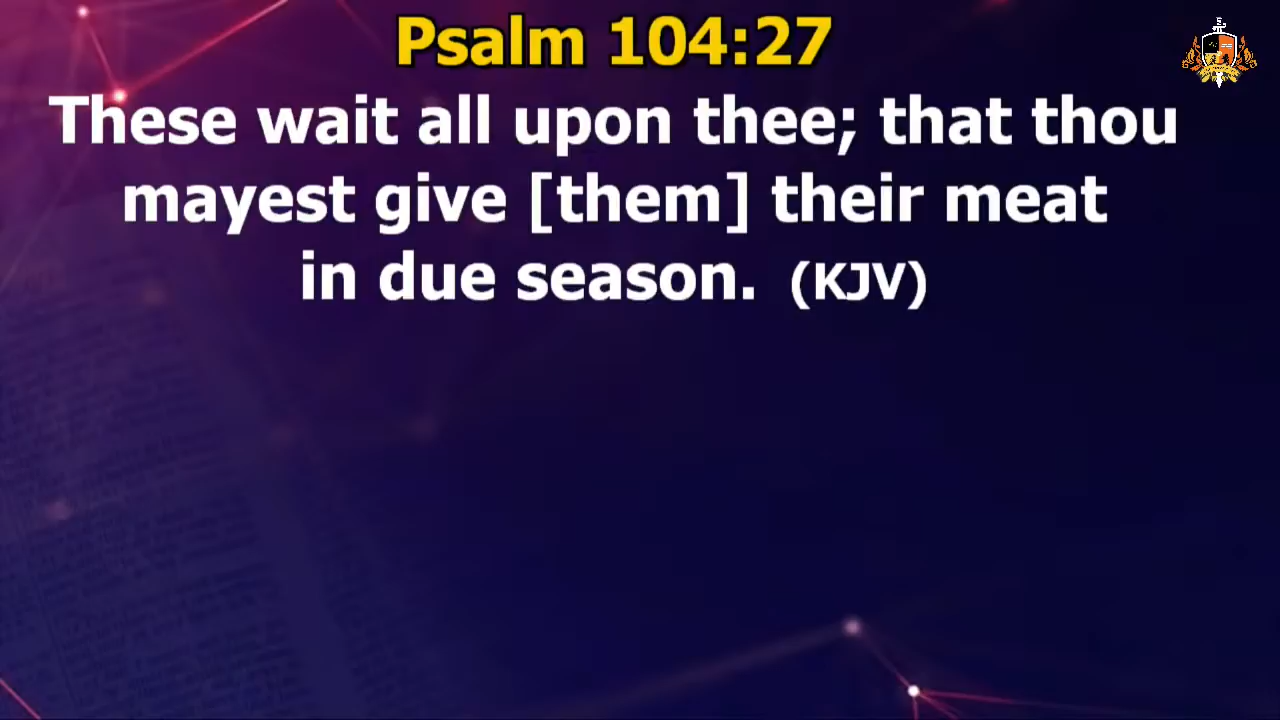 Psalm 104:27
These wait all upon thee; that thou
mayest give [them] their meat
in due season. (KJV)